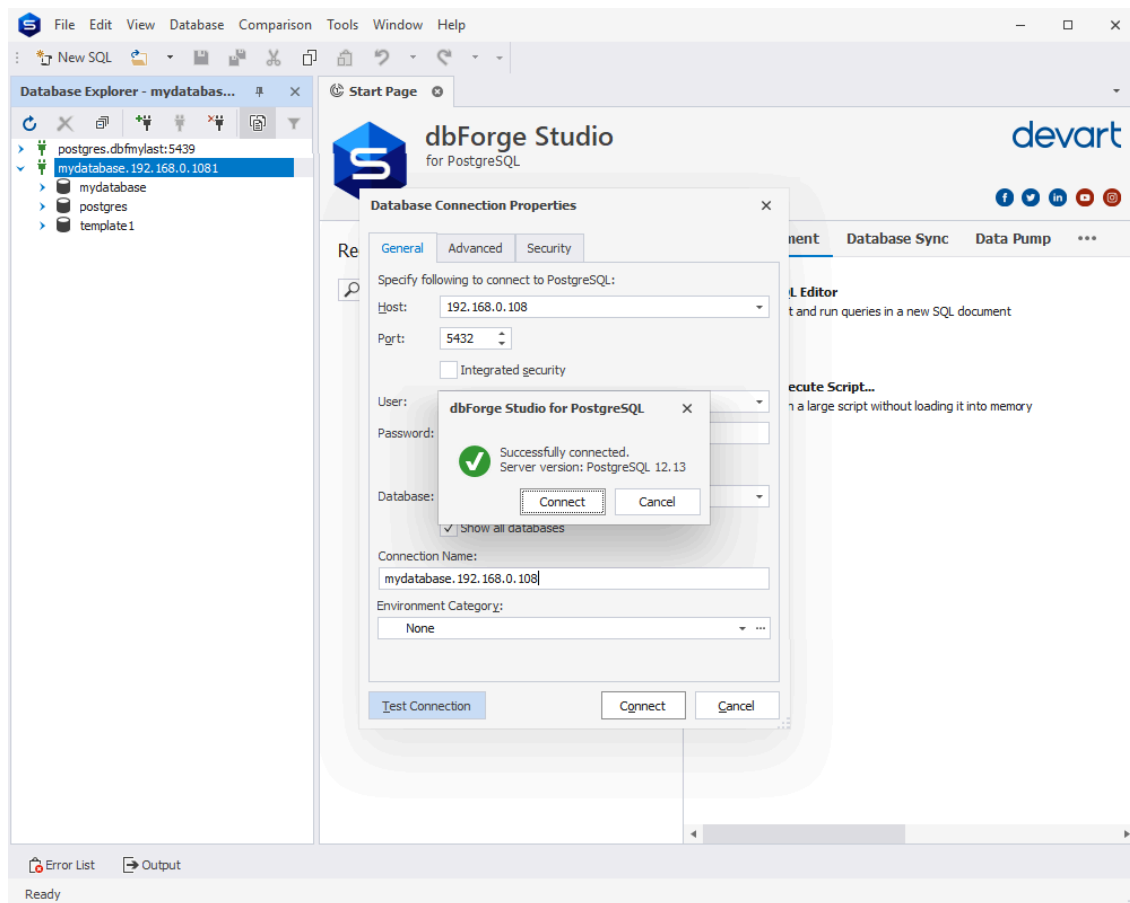 File Edit View Database Comparison Tools Window Help
New SQL
Database Explorer - mydatabas...
postgres.dbfmylast:5439
mydatabase.192.168.0.1081
mydatabase
postgres
template1
Start Page
dbForge Studio
for PostgreSQL
devart
Re
ment Database Sync Data Pump
L Editor
t and run queries in a new SQL document
ecute Script...
n a large script without loading it into memory
Database Connection Properties
General Advanced Security
Specify following to connect to PostgreSQL:
Host: 192.168.0.108
Port: 5432
Integrated security
User:
Password:
Database:
Show all databases
dbForge Studio for PostgreSQL
Successfully connected.
Server version: PostgreSQL 12.13
Connect Cancel
Connection Name:
mydatabase.192.168.0.108
Environment Category:
None
Test Connection Connect Cancel
Error List Output
Ready